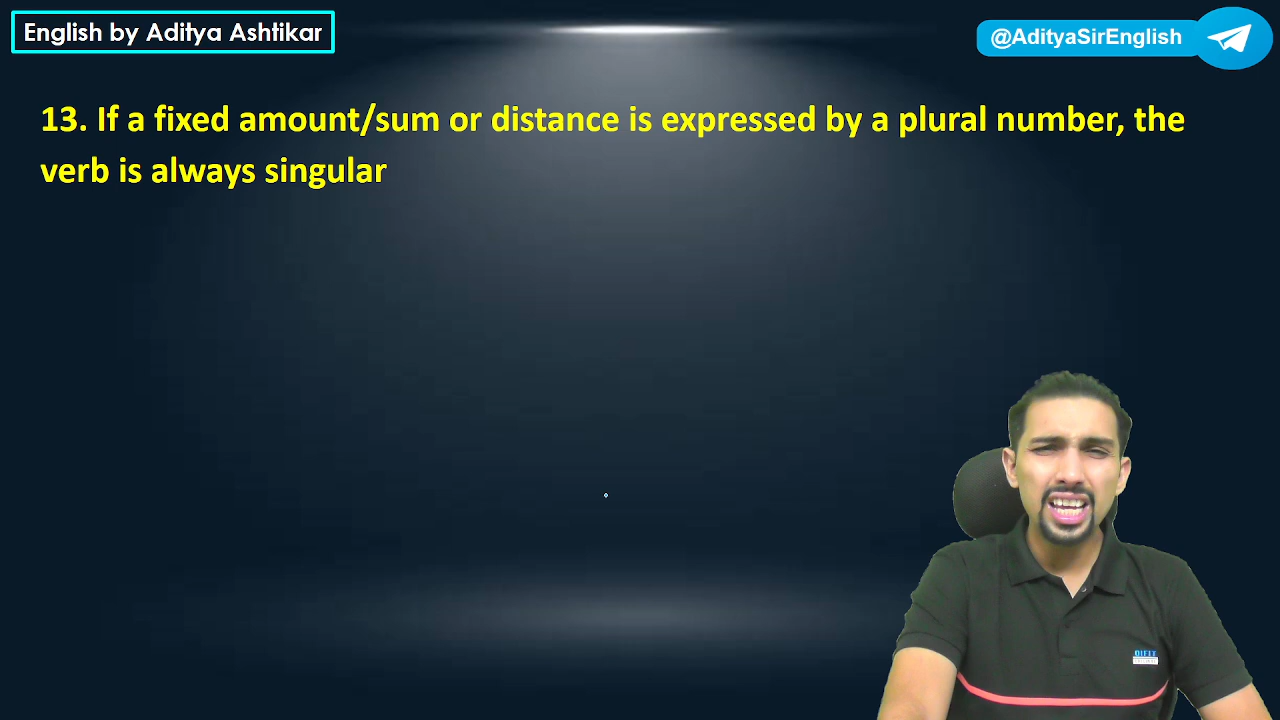 English by Aditya Ashtikar
@AdityaSirEnglish
13. If a fixed amount/sum or distance is expressed by a plural number, the
verb is always singular